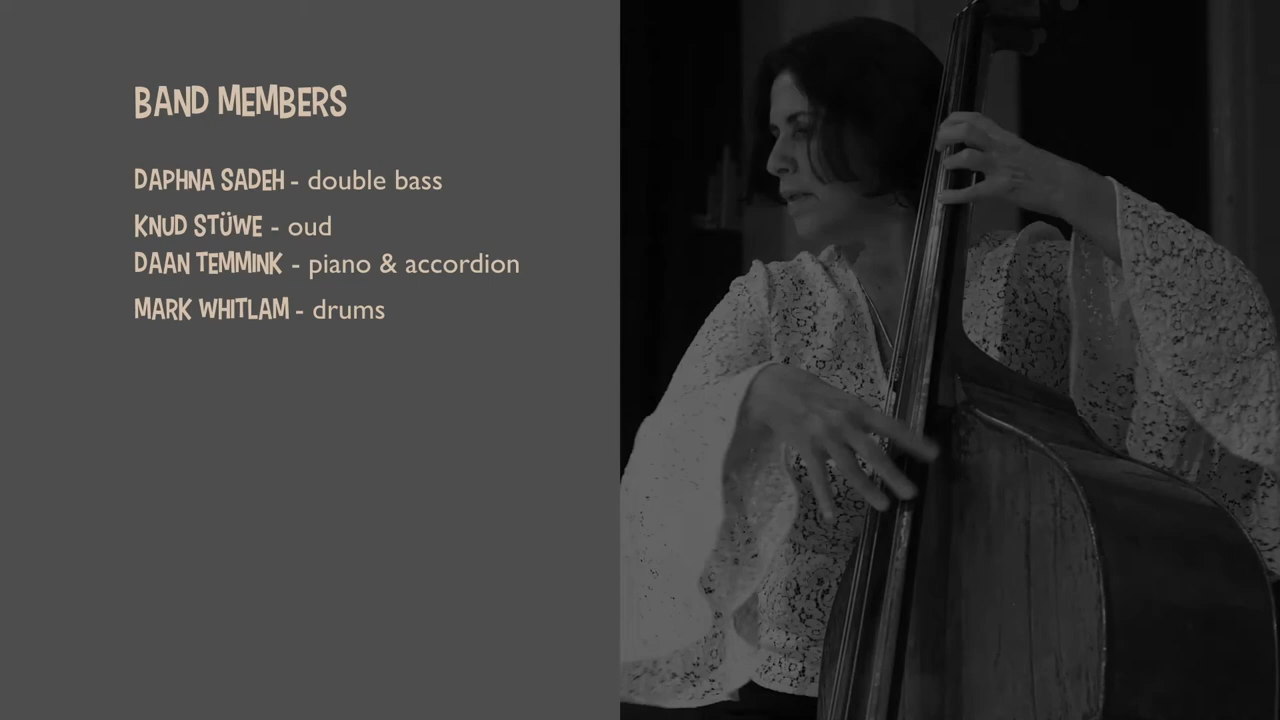 BAND MEMBERS
DAPHNA SADEH - double bass
KNUD STÜWE - oud
DAAN TEMMINK - piano & accordion
MARK WHITLAM - drums